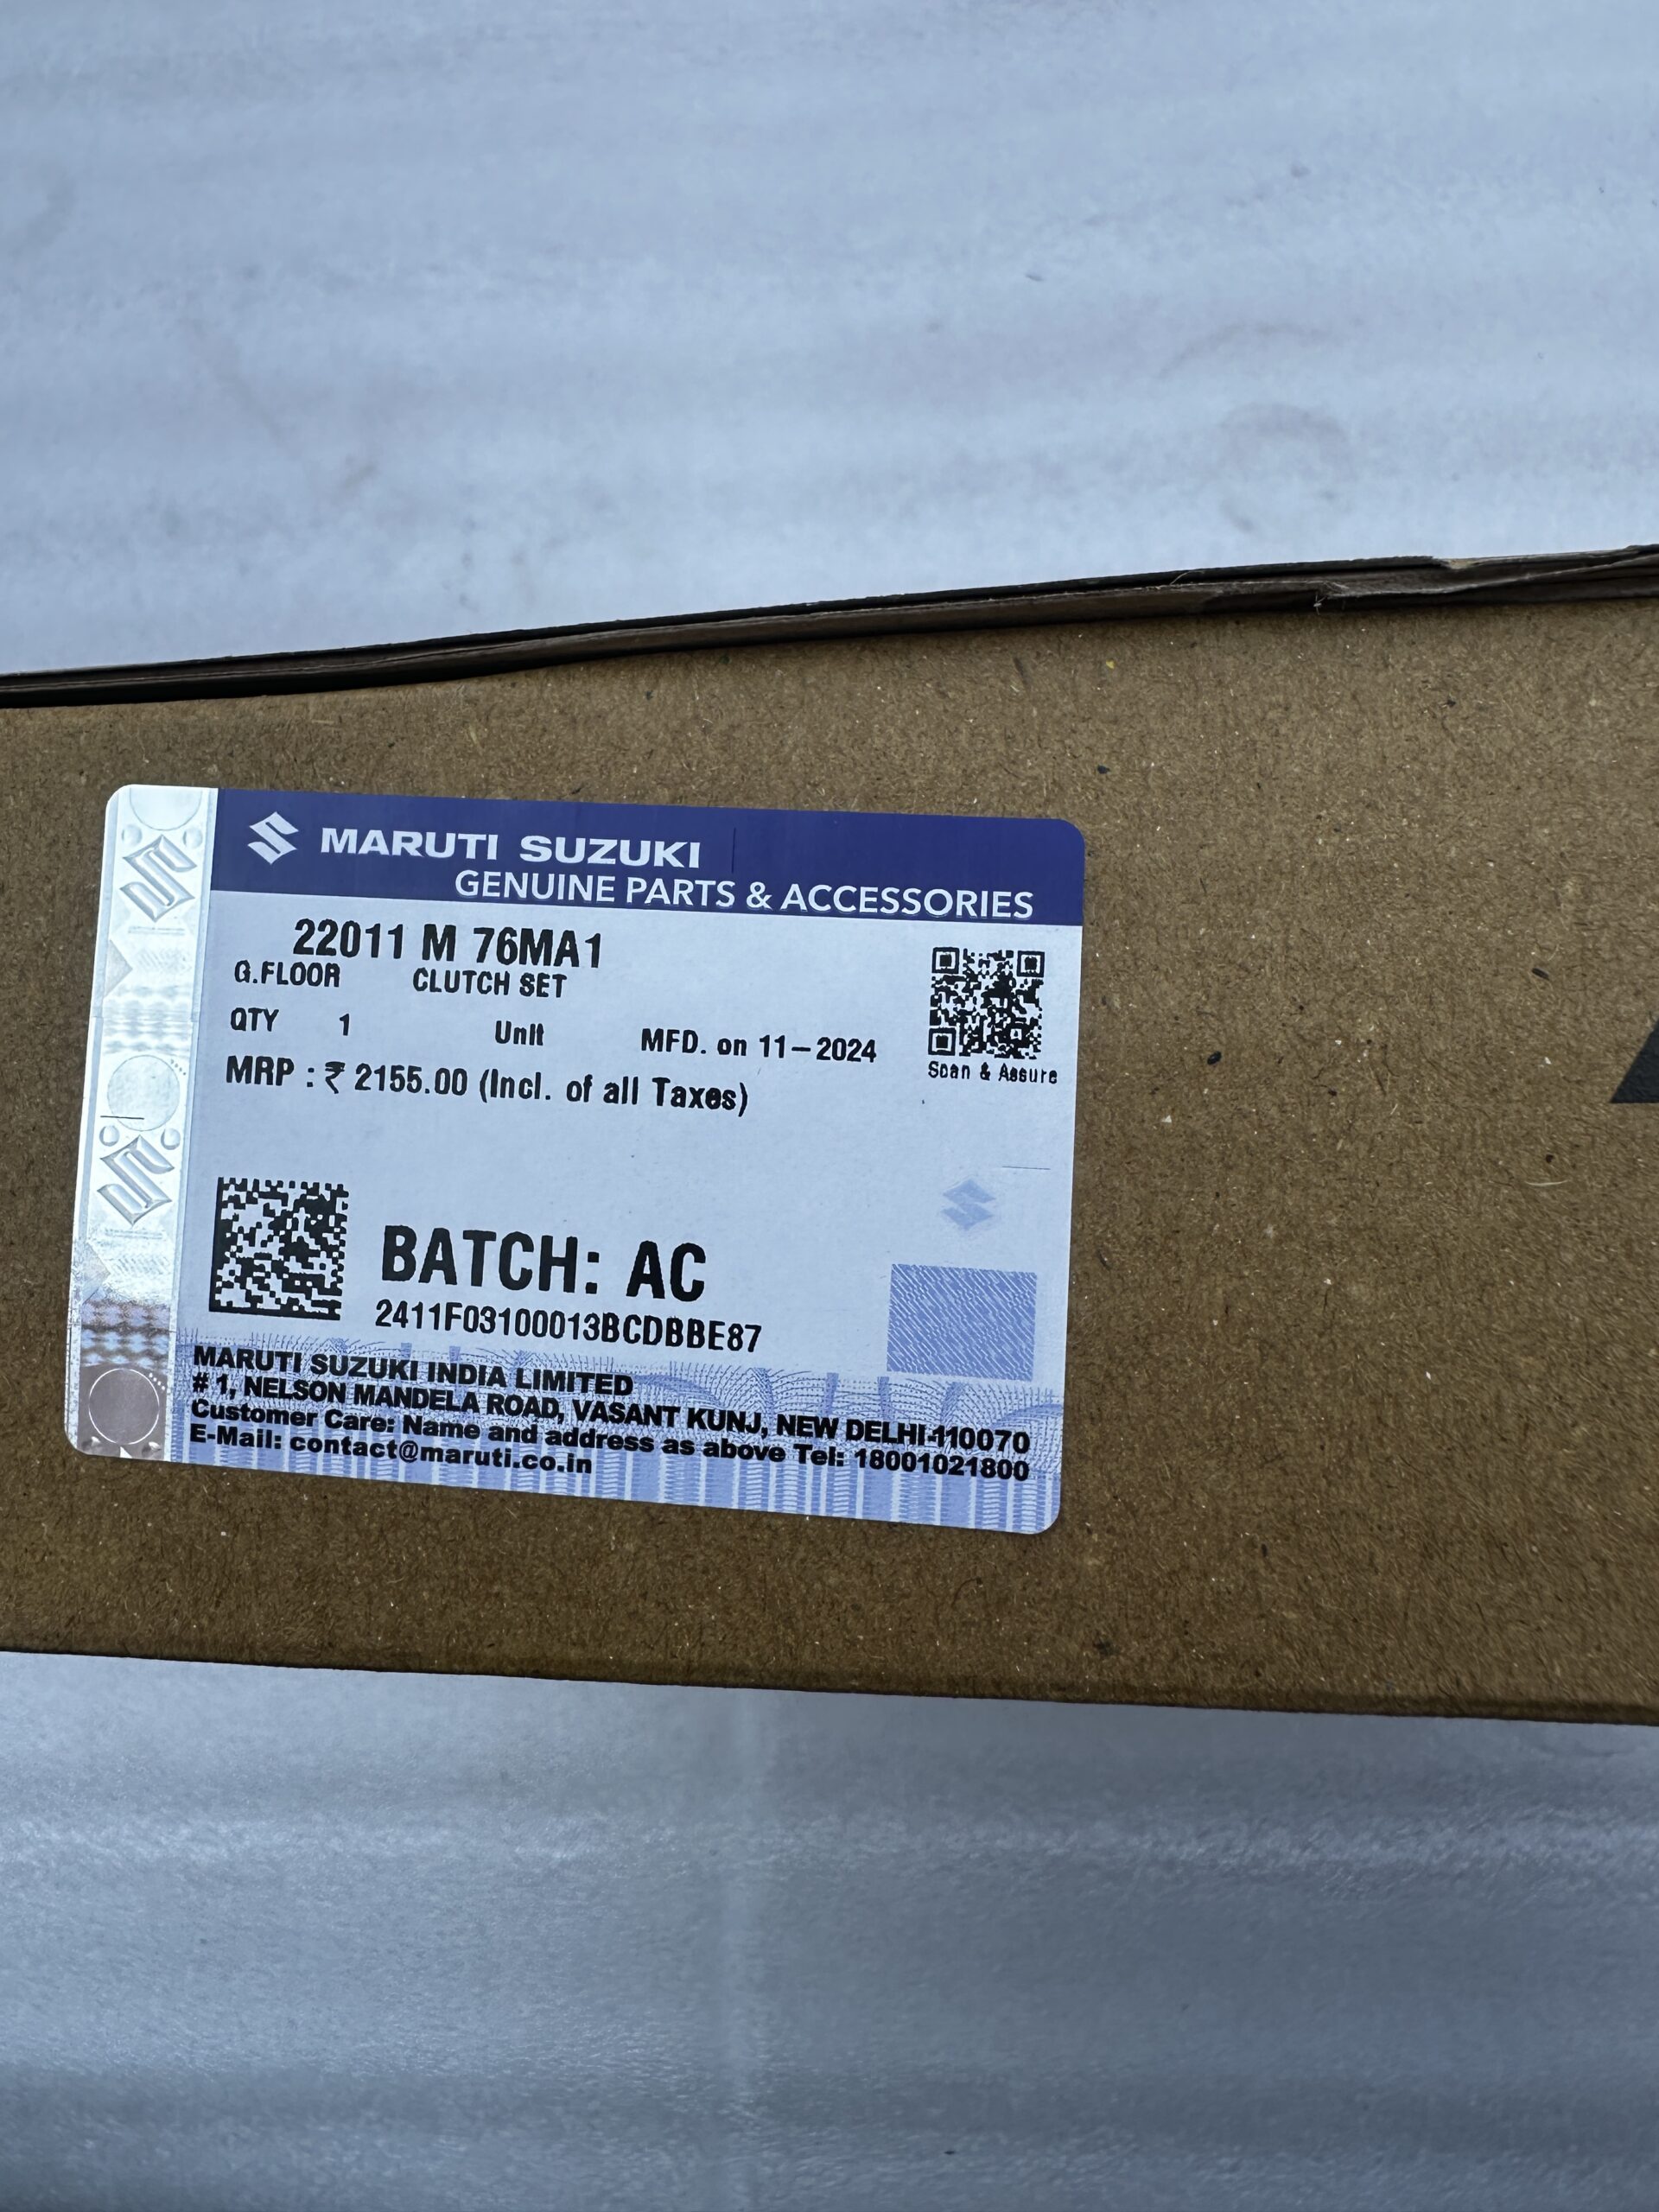 MARUTI SUZUKI
GENUINE PARTS & ACCESSORIES
22011 M 76MA1
G.FLOOR CLUTCH SET
QTY 1 Unit MFD. on 11-2024
MRP : ₹ 2155.00 (Incl. of all Taxes)
Scan & Assure
BATCH: AC
2411F03100013BCDBBE87
MARUTI SUZUKI INDIA LIMITED
# 1, NELSON MANDELA ROAD, VASANT KUNJ, NEW DELHI-110070
Customer Care: Name and address as above Tel: 18001021800
E-Mail: contact@maruti.co.in